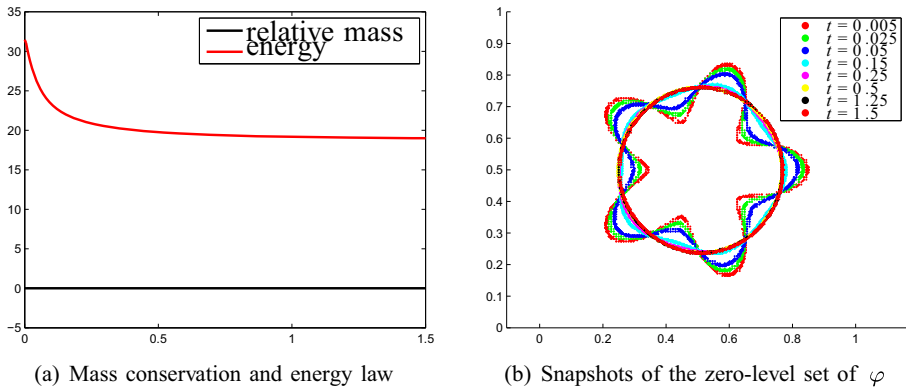 35
30
25
20
15
10
5
0
−5
0
0.5
1
1.5
relative mass
energy
(a) Mass conservation and energy law
1
0.9
0.8
0.7
0.6
0.5
0.4
0.3
0.2
0.1
0
0
0.2
0.4
0.6
0.8
1
t = 0.005
t = 0.025
t = 0.05
t = 0.15
t = 0.25
t = 0.5
t = 1.25
t = 1.5
(b) Snapshots of the zero-level set of φ